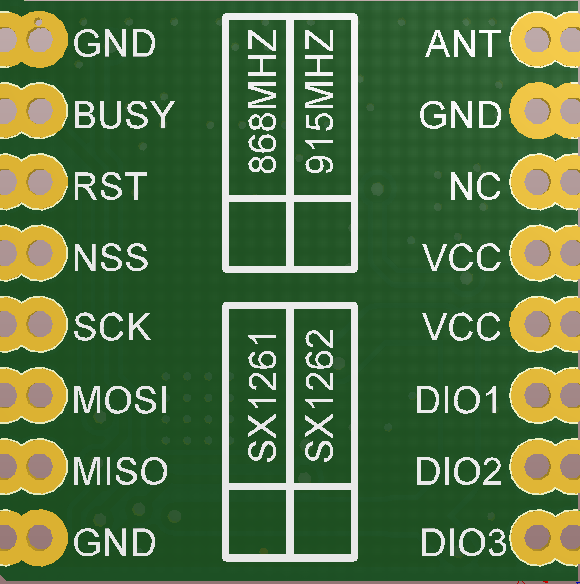 GND
BUSY
RST
NSS
SCK
MOSI
MISO
GND
868MHZ
915MHZ
SX1261
SX1262
ANT
GND
NC
VCC
VCC
DIO1
DIO2
DIO3